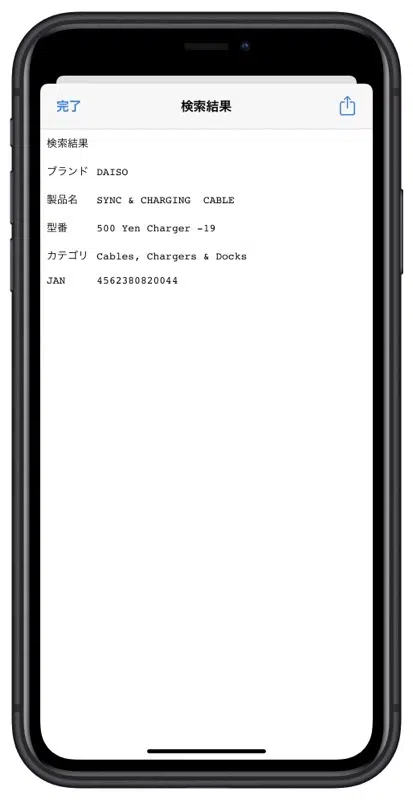 完了 検索結果
検索結果
ブランド DAISO
製品名 SYNC & CHARGING  CABLE
型番 500 Yen Charger -19
カテゴリ Cables, Chargers & Docks
JAN 4562380820044